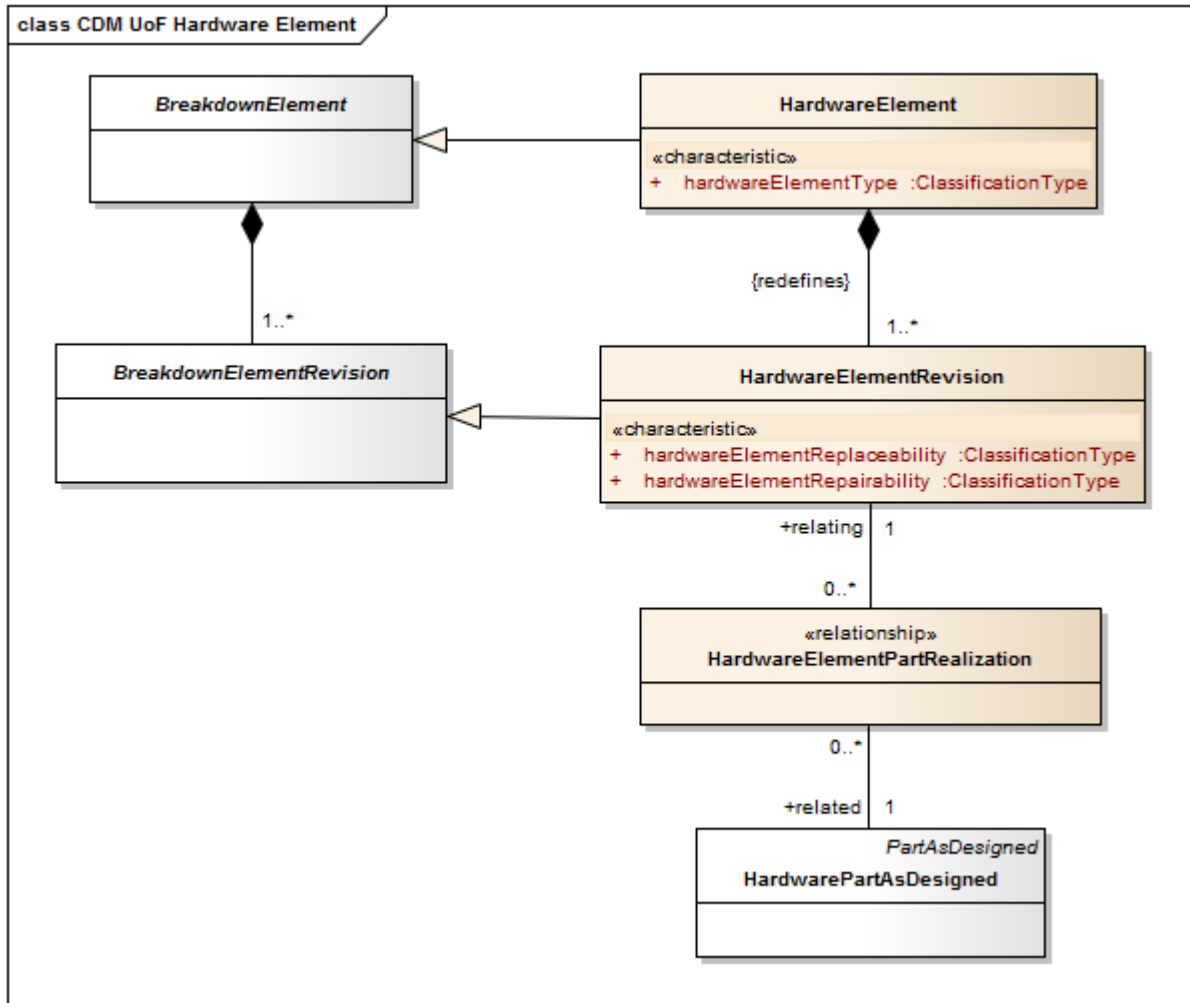 class CDM UoF Hardware Element
BreakdownElement
HardwareElement
«characteristic»
+ hardwareElementType :ClassificationType
{redefines}
1..*
1..*
BreakdownElementRevision
HardwareElementRevision
«characteristic»
+ hardwareElementReplaceability :ClassificationType
+ hardwareElementRepairability :ClassificationType
+relating 1
0..*
«relationship»
HardwareElementPartRealization
0..*
+related 1
PartAsDesigned
HardwarePartAsDesigned